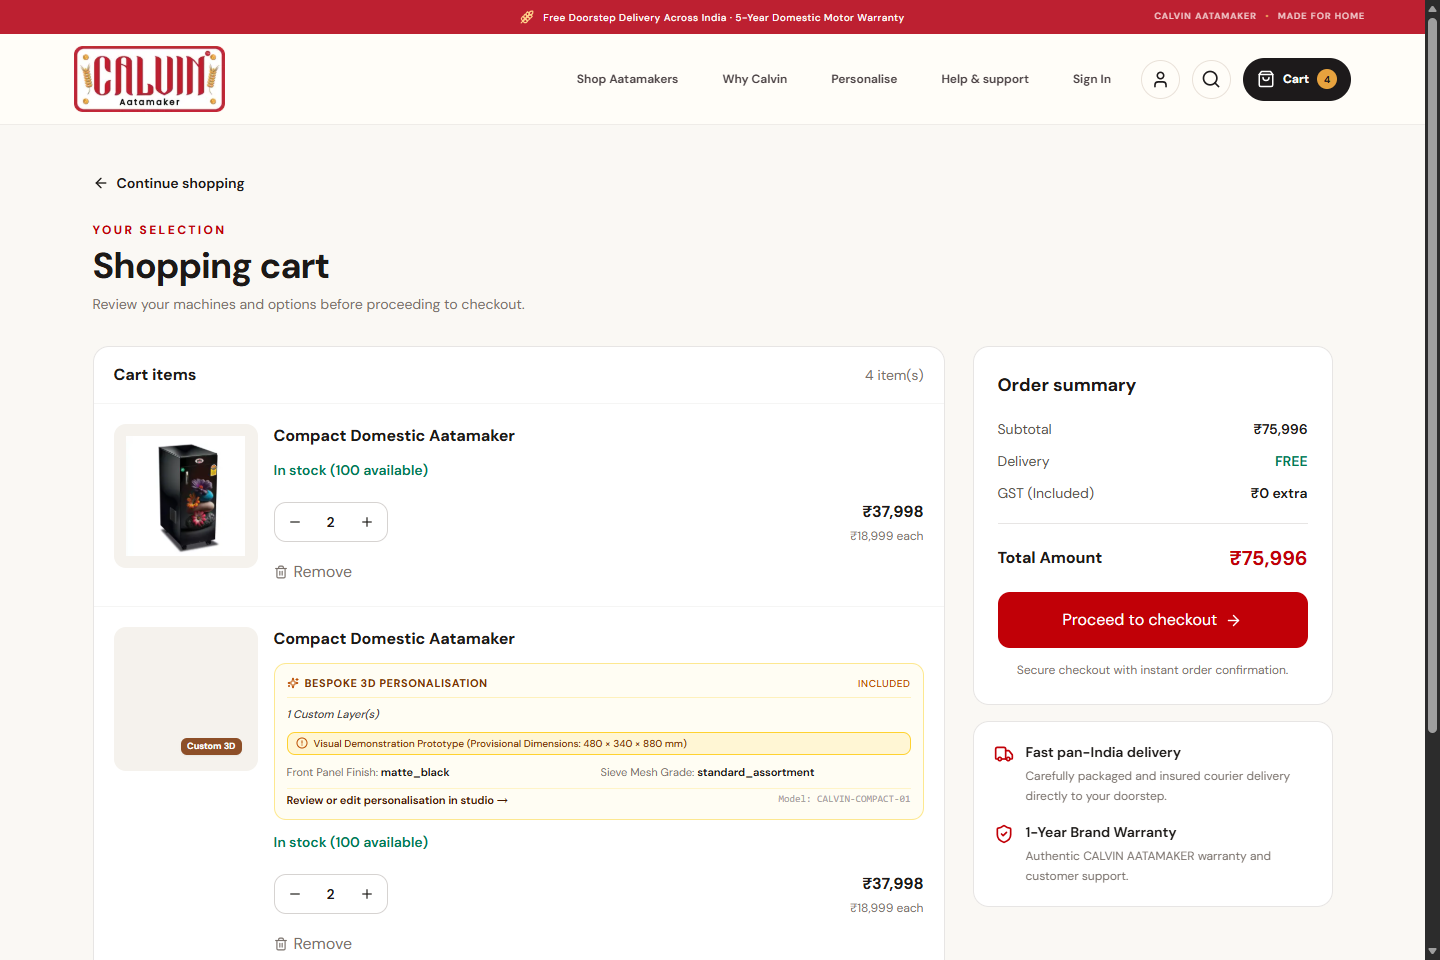 Free Doorstep Delivery Across India · 5-Year Domestic Motor Warranty
CALVIN AATAMAKER • MADE FOR HOME
CALVIN
Aatamaker
Shop Aatamakers
Why Calvin
Personalise
Help & support
Sign In
Cart 4
← Continue shopping
YOUR SELECTION
Shopping cart
Review your machines and options before proceeding to checkout.
Cart items
4 item(s)
Compact Domestic Aatamaker
In stock (100 available)
− 2 +
₹37,998
₹18,999 each
Remove
Compact Domestic Aatamaker
Custom 3D
BESPOKE 3D PERSONALISATION
INCLUDED
1 Custom Layer(s)
Visual Demonstration Prototype (Provisional Dimensions: 480 × 340 × 880 mm)
Front Panel Finish: matte_black
Sieve Mesh Grade: standard_assortment
Review or edit personalisation in studio →
Model: CALVIN-COMPACT-01
In stock (100 available)
− 2 +
₹37,998
₹18,999 each
Remove
Order summary
Subtotal ₹75,996
Delivery FREE
GST (Included) ₹0 extra
Total Amount ₹75,996
Proceed to checkout →
Secure checkout with instant order confirmation.
Fast pan-India delivery
Carefully packaged and insured courier delivery
directly to your doorstep.
1-Year Brand Warranty
Authentic CALVIN AATAMAKER warranty and
customer support.